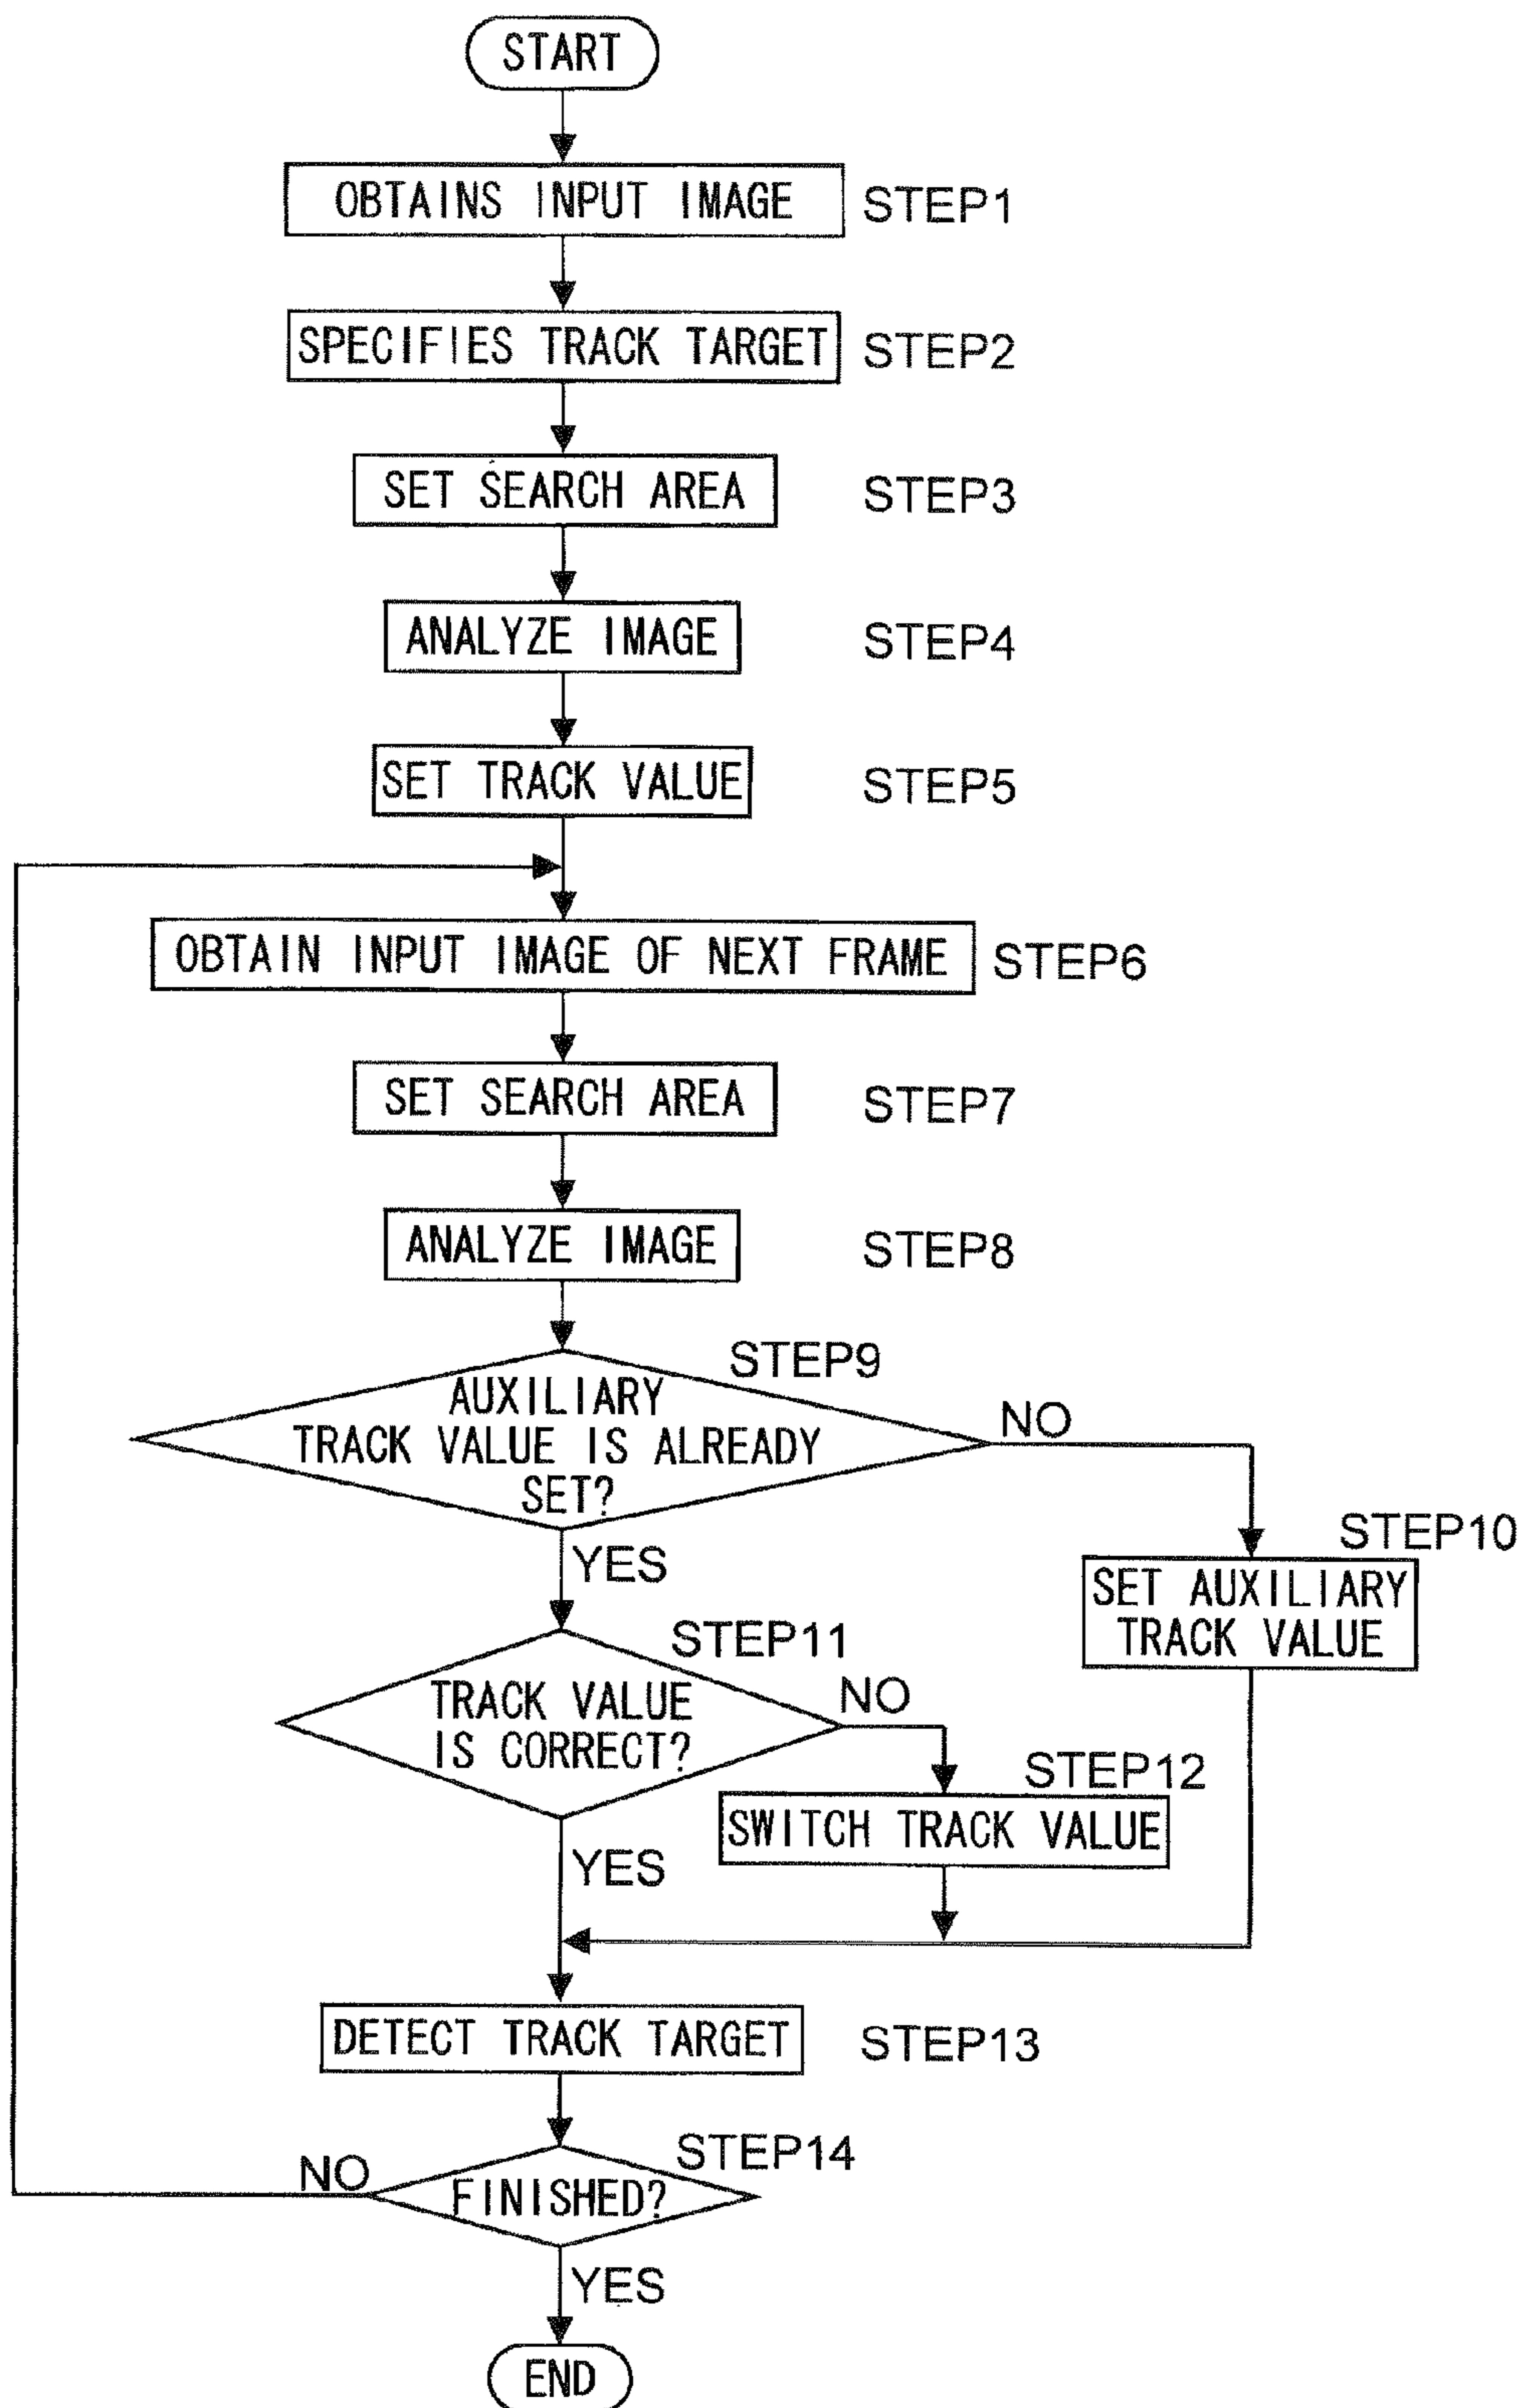 START
OBTAINS INPUT IMAGE STEP1
SPECIFIES TRACK TARGET STEP2
SET SEARCH AREA STEP3
ANALYZE IMAGE STEP4
SET TRACK VALUE STEP5
OBTAIN INPUT IMAGE OF NEXT FRAME STEP6
SET SEARCH AREA STEP7
ANALYZE IMAGE STEP8
STEP9
AUXILIARY
TRACK VALUE IS ALREADY
SET?
NO
YES
STEP10
SET AUXILIARY
TRACK VALUE
STEP11
TRACK VALUE
IS CORRECT?
NO
YES
STEP12
SWITCH TRACK VALUE
DETECT TRACK TARGET STEP13
STEP14
FINISHED?
NO
YES
END